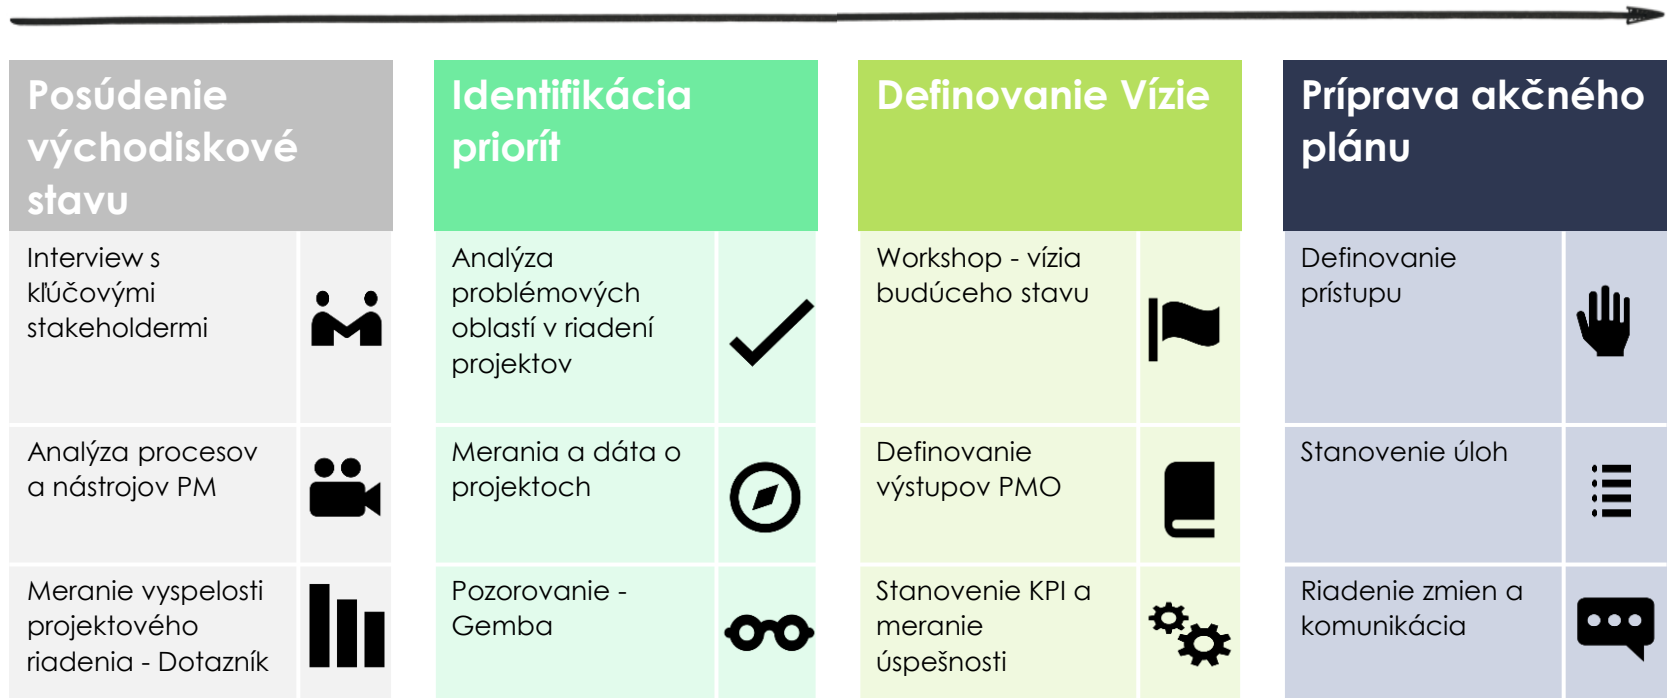 Posúdenie
východiskové
stavu
Interview s
kľúčovými
stakeholdermi
Analýza procesov
a nástrojov PM
Meranie vyspelosti
projektového
riadenia - Dotazník
Identifikácia
priorít
Analýza
problémových
oblastí v riadení
projektov
Merania a dáta o
projektoch
Pozorovanie -
Gemba
Definovanie Vízie
Workshop - vízia
budúceho stavu
Definovanie
výstupov PMO
Stanovenie KPI a
meranie
úspešnosti
Príprava akčného
plánu
Definovanie
prístupu
Stanovenie úloh
Riadenie zmien a
komunikácia